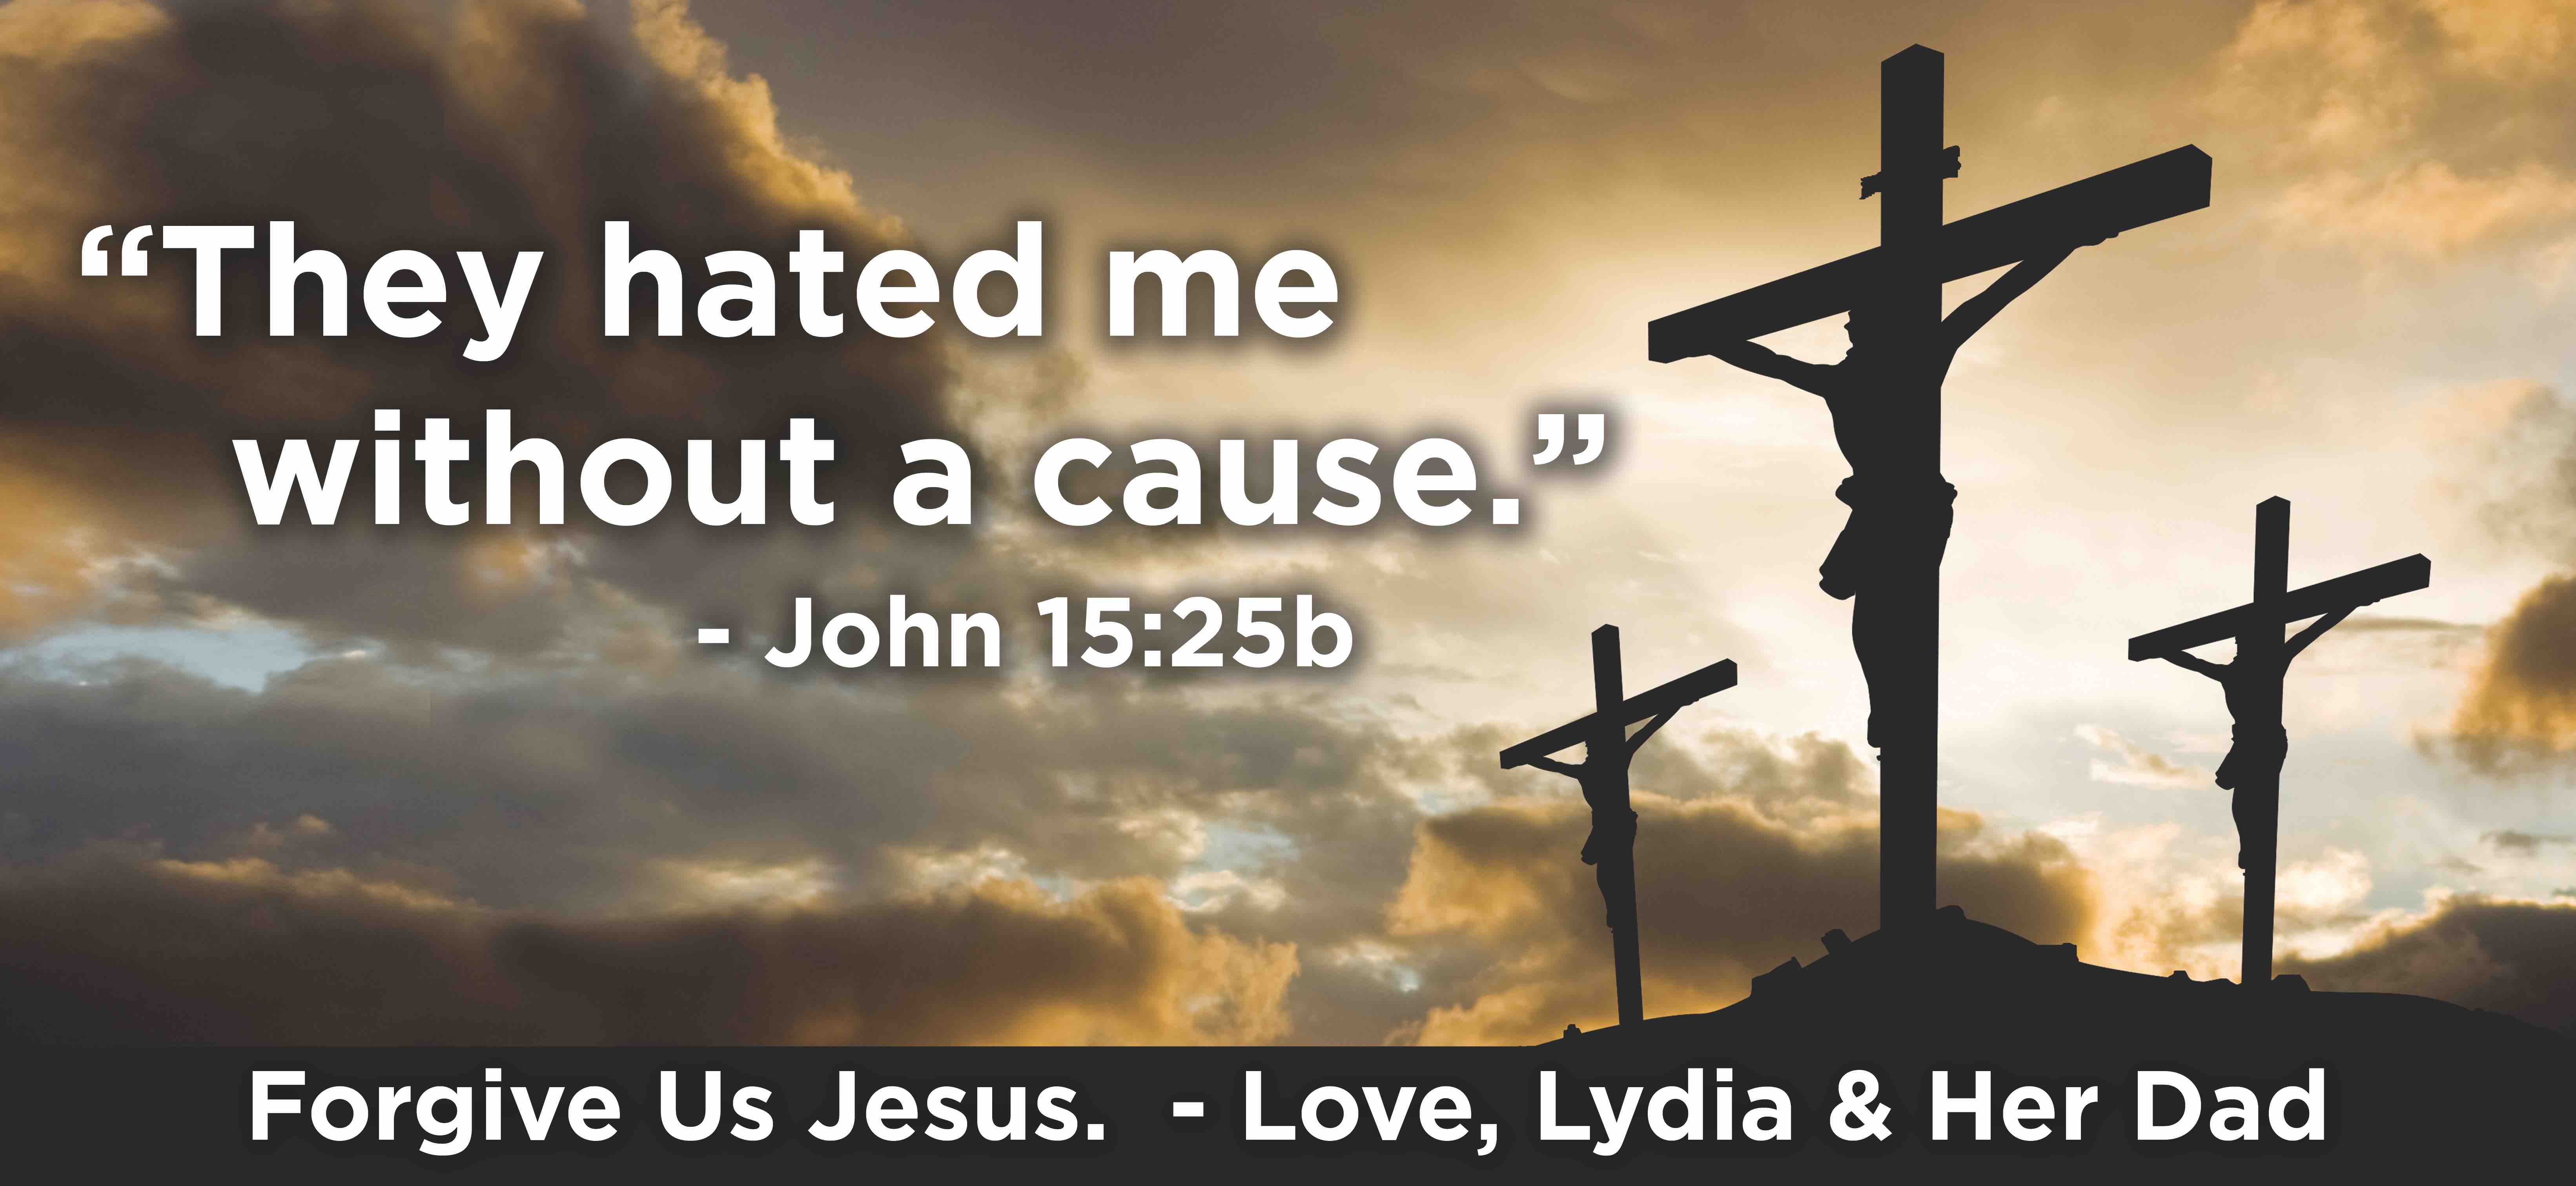 “They hated me
without a cause.”
- John 15:25b
Forgive Us Jesus. - Love, Lydia & Her Dad